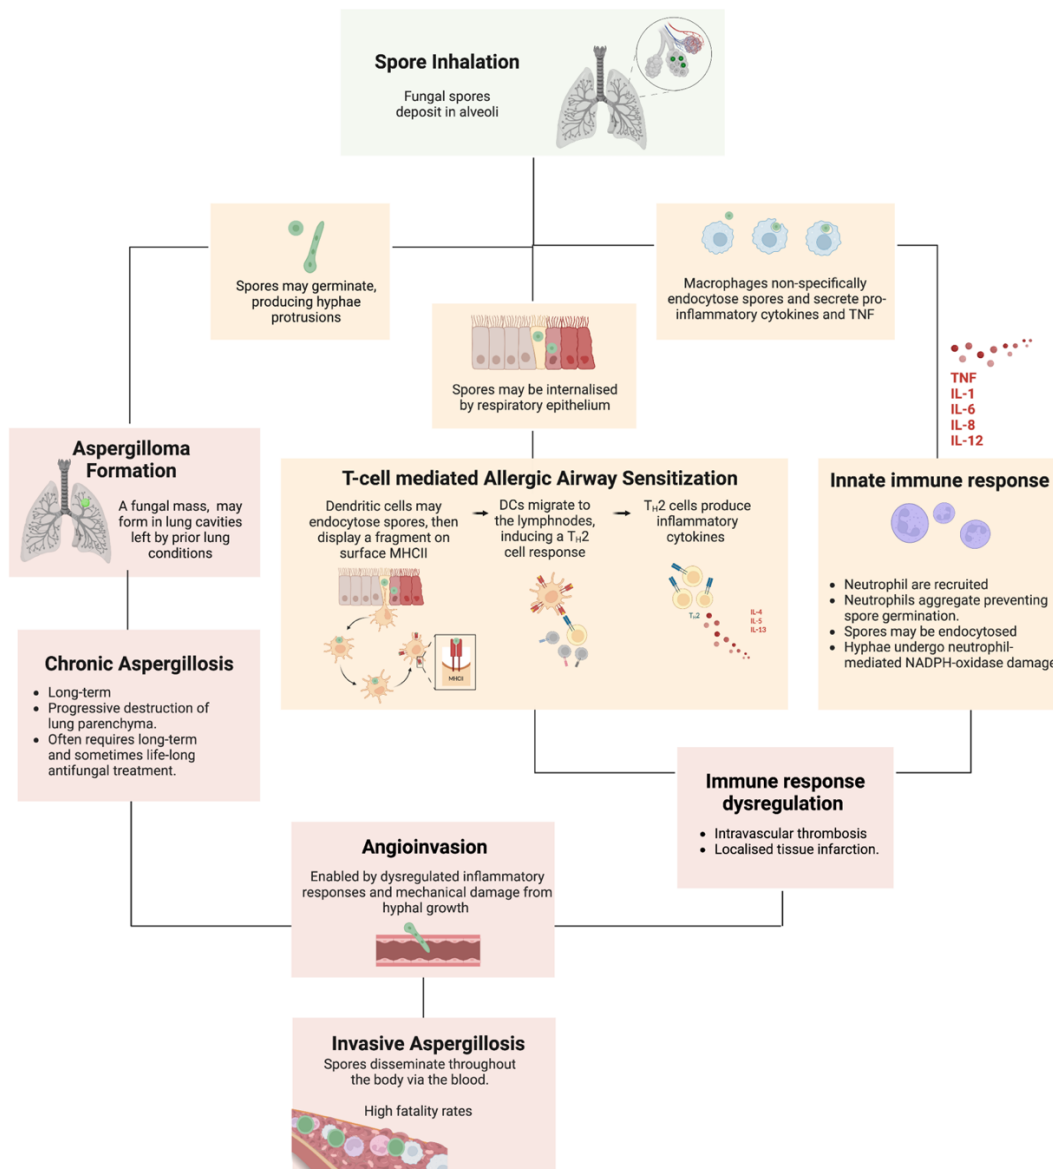 Spore Inhalation
Fungal spores
deposit in alveoli
Spores may germinate,
producing hyphae
protrusions
Macrophages non-specifically
endocytose spores and secrete pro-
inflammatory cytokines and TNF
Spores may be internalised
by respiratory epithelium
TNF
IL-1
IL-6
IL-8
IL-12
Aspergilloma
Formation
A fungal mass, may
form in lung cavities
left by prior lung
conditions
T-cell mediated Allergic Airway Sensitization
Dendritic cells may
endocytose spores, then
display a fragment on
surface MHCII
DCs migrate to
the lymphnodes,
inducing a TH2
cell response
TH2 cells produce
inflammatory
cytokines
MHCII
TH2
IL-4
IL-5
IL-13
Innate immune response
• Neutrophil are recruited
• Neutrophils aggregate preventing
spore germination.
• Spores may be endocytosed
• Hyphae undergo neutrophil-
mediated NADPH-oxidase damage
Chronic Aspergillosis
• Long-term
• Progressive destruction of
lung parenchyma.
• Often requires long-term
and sometimes life-long
antifungal treatment.
Immune response
dysregulation
• Intravascular thrombosis
• Localised tissue infarction.
Angioinvasion
Enabled by dysregulated inflammatory
responses and mechanical damage from
hyphal growth
Invasive Aspergillosis
Spores disseminate throughout
the body via the blood.
High fatality rates